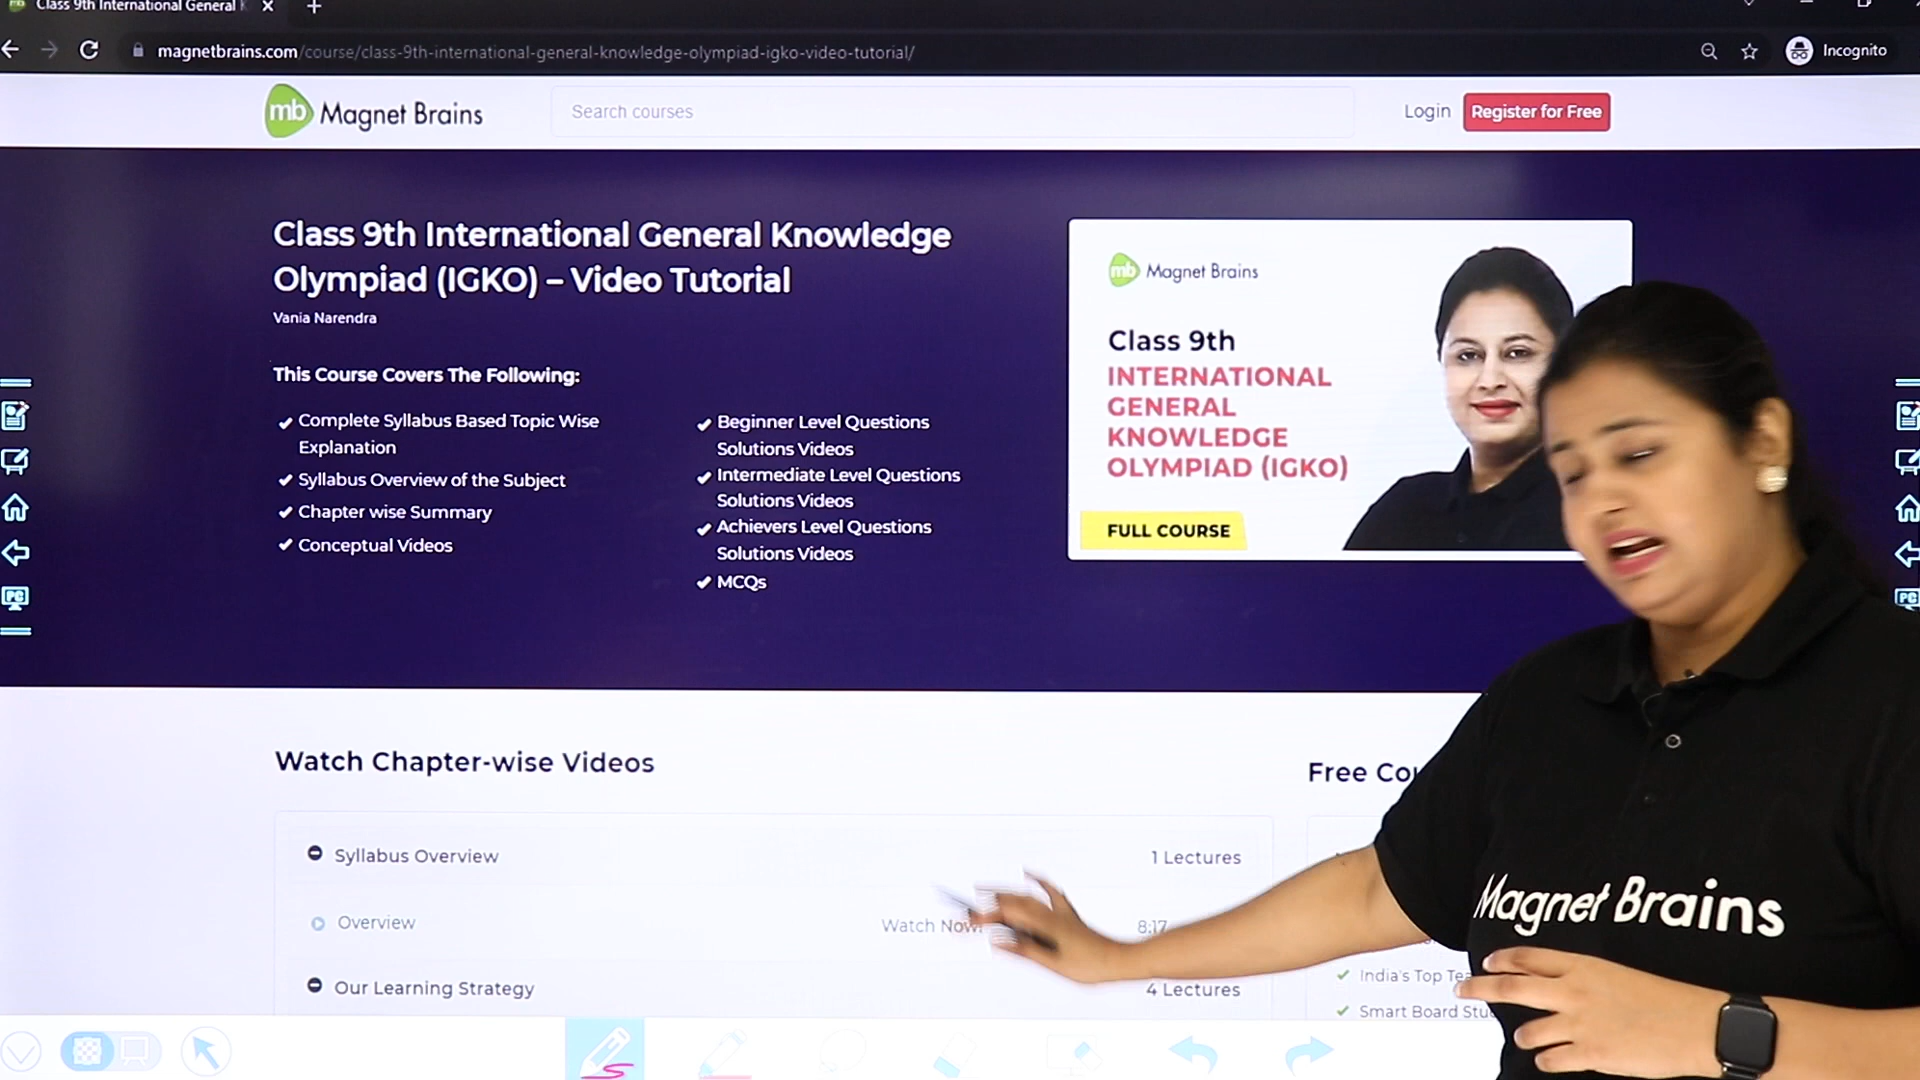 Class 9th International General
magnetbrains.com/course/class-9th-international-general-knowledge-olympiad-igko-video-tutorial/
Incognito
mb Magnet Brains
Search courses
Login
Register for Free
Class 9th International General Knowledge
Olympiad (IGKO) – Video Tutorial
Vania Narendra
This Course Covers The Following:
Complete Syllabus Based Topic Wise
Explanation
Syllabus Overview of the Subject
Chapter wise Summary
Conceptual Videos
Beginner Level Questions
Solutions Videos
Intermediate Level Questions
Solutions Videos
Achievers Level Questions
Solutions Videos
MCQs
mb Magnet Brains
Class 9th
INTERNATIONAL
GENERAL
KNOWLEDGE
OLYMPIAD (IGKO)
FULL COURSE
PC
PC
Watch Chapter-wise Videos
Free
Syllabus Overview
1 Lectures
Overview
Watch Now
8:17
Our Learning Strategy
4 Lectures
India's Top
Smart Board
Magnet Brains